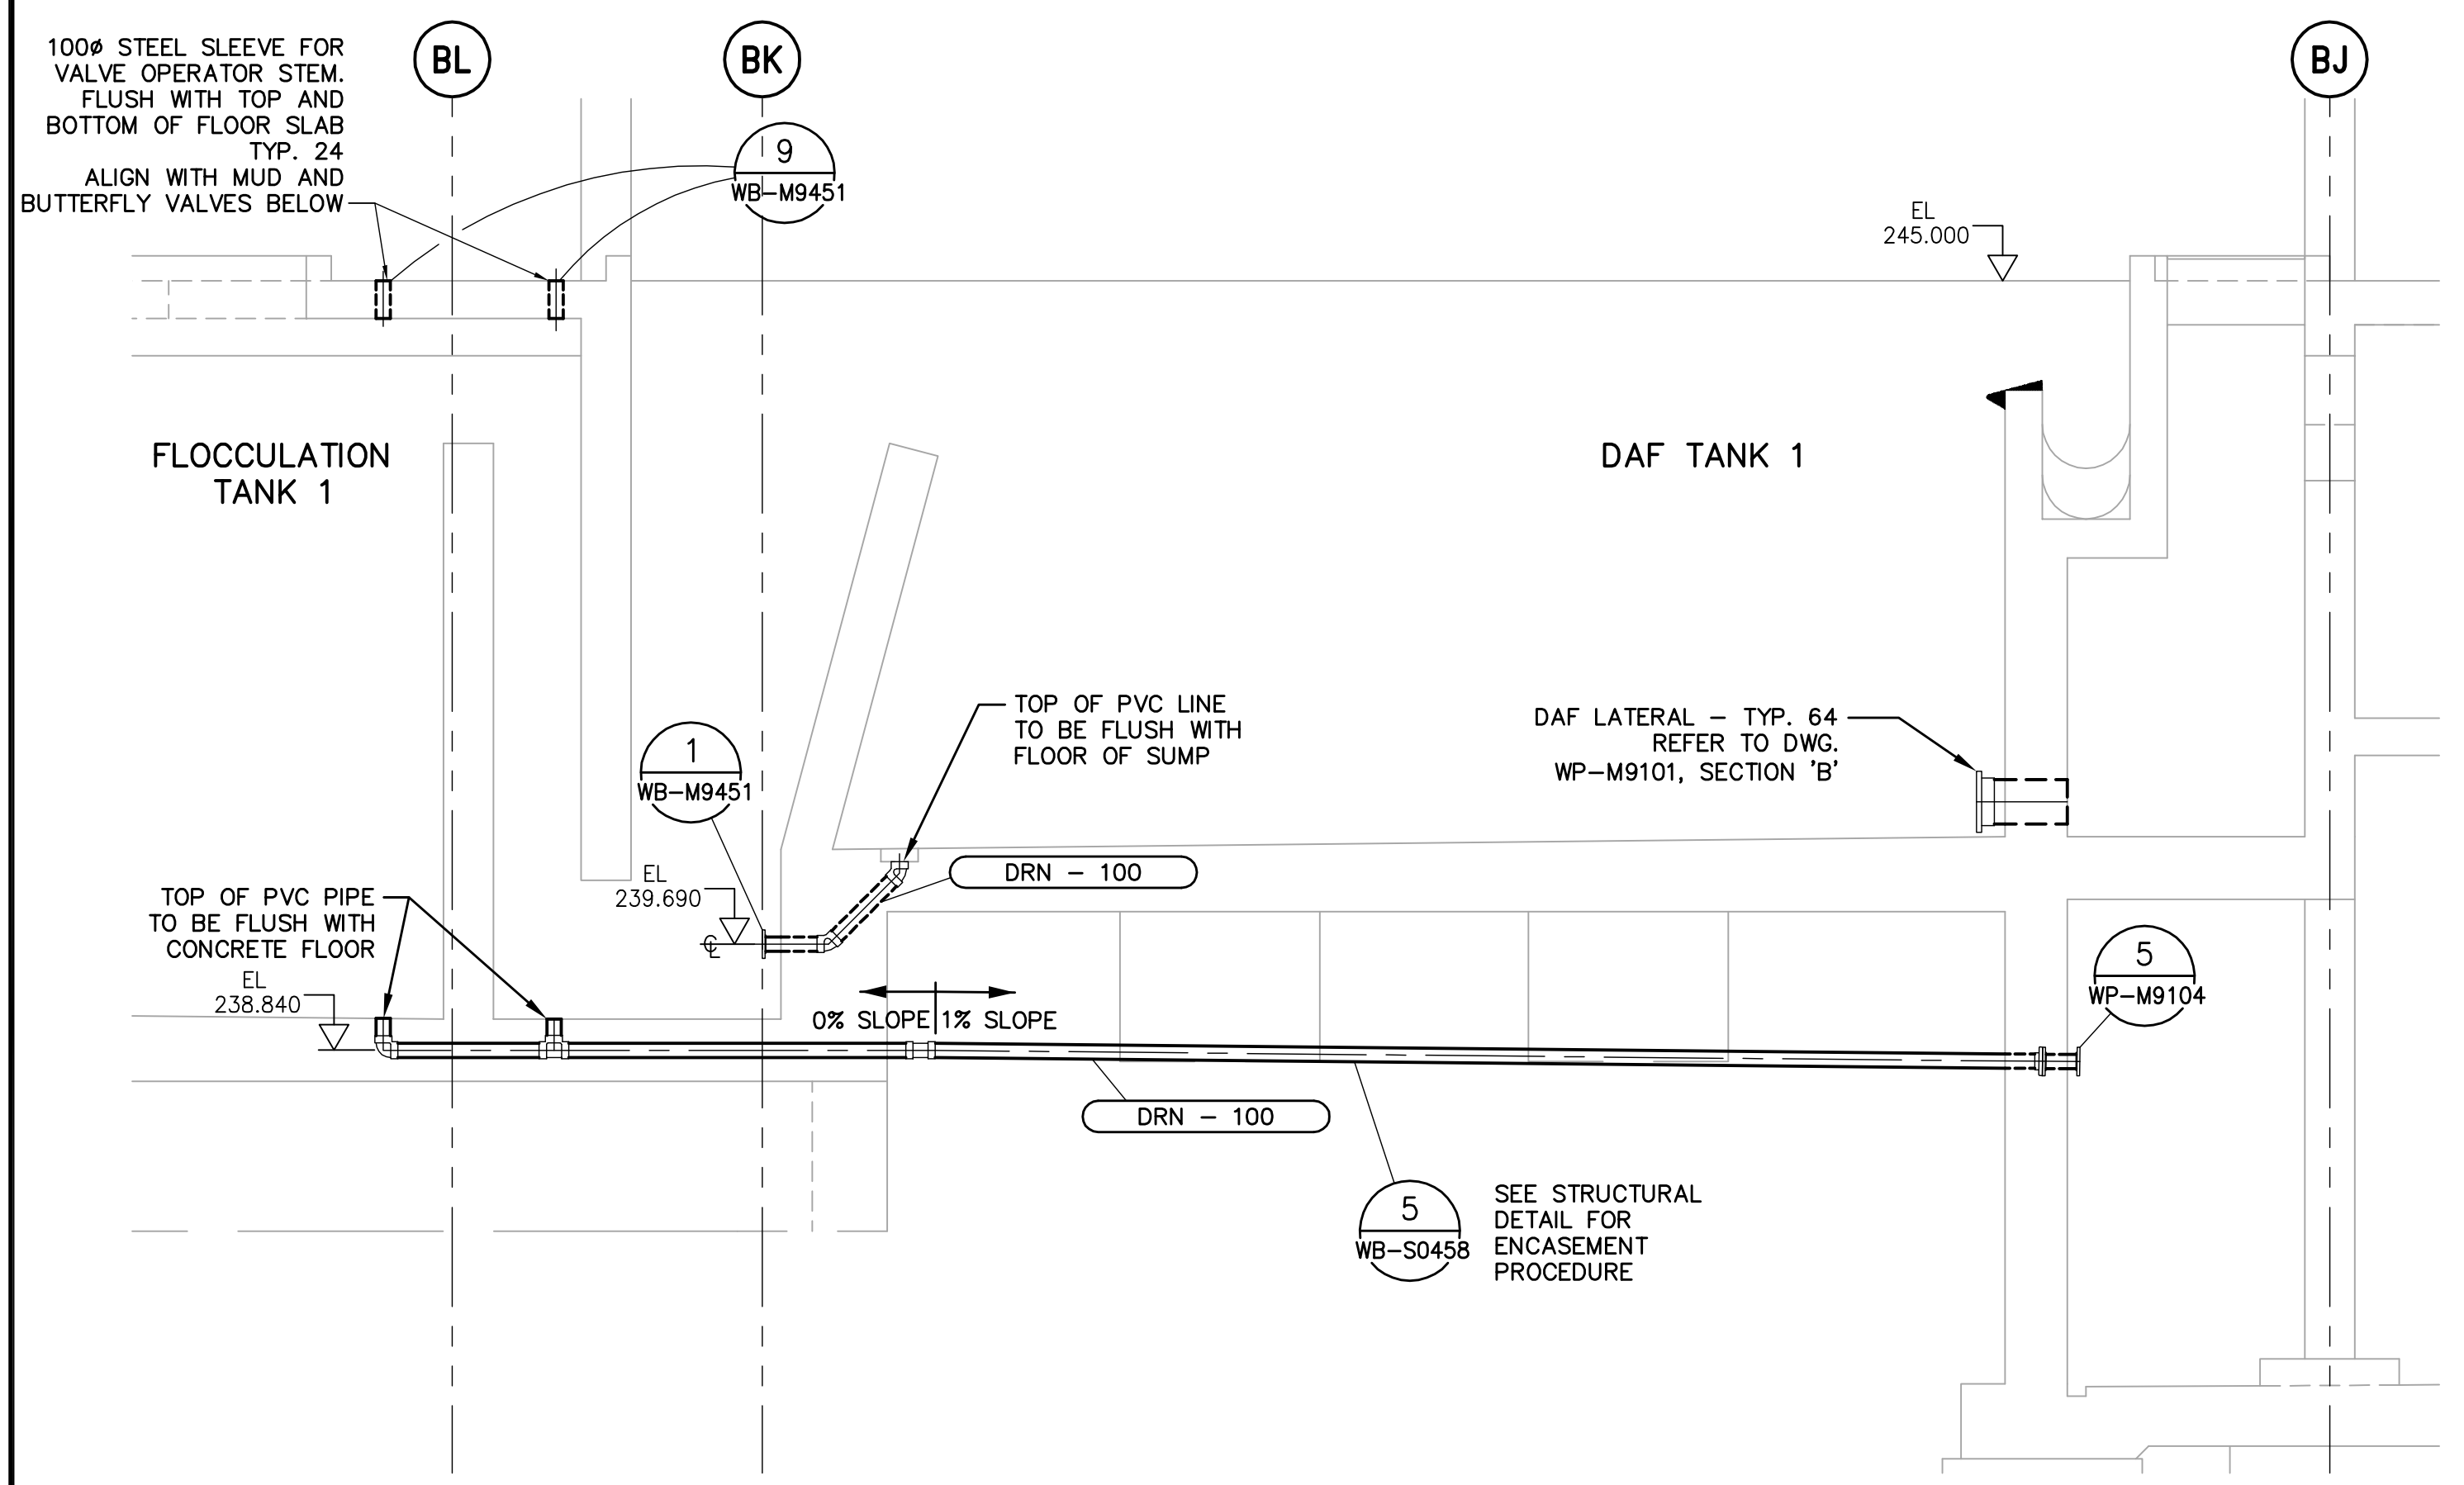 BL
BK
BJ
100ø STEEL SLEEVE FOR
VALVE OPERATOR STEM.
FLUSH WITH TOP AND
BOTTOM OF FLOOR SLAB
TYP. 24
ALIGN WITH MUD AND
BUTTERFLY VALVES BELOW
9
WB-M9451
EL
245.000
FLOCCULATION
TANK 1
DAF TANK 1
TOP OF PVC LINE
TO BE FLUSH WITH
FLOOR OF SUMP
DAF LATERAL - TYP. 64
REFER TO DWG.
WP-M9101, SECTION 'B'
1
WB-M9451
EL
239.690
℄
DRN - 100
TOP OF PVC PIPE
TO BE FLUSH WITH
CONCRETE FLOOR
EL
238.840
0% SLOPE
1% SLOPE
5
WP-M9104
DRN - 100
5
WB-S0458
SEE STRUCTURAL
DETAIL FOR
ENCASEMENT
PROCEDURE